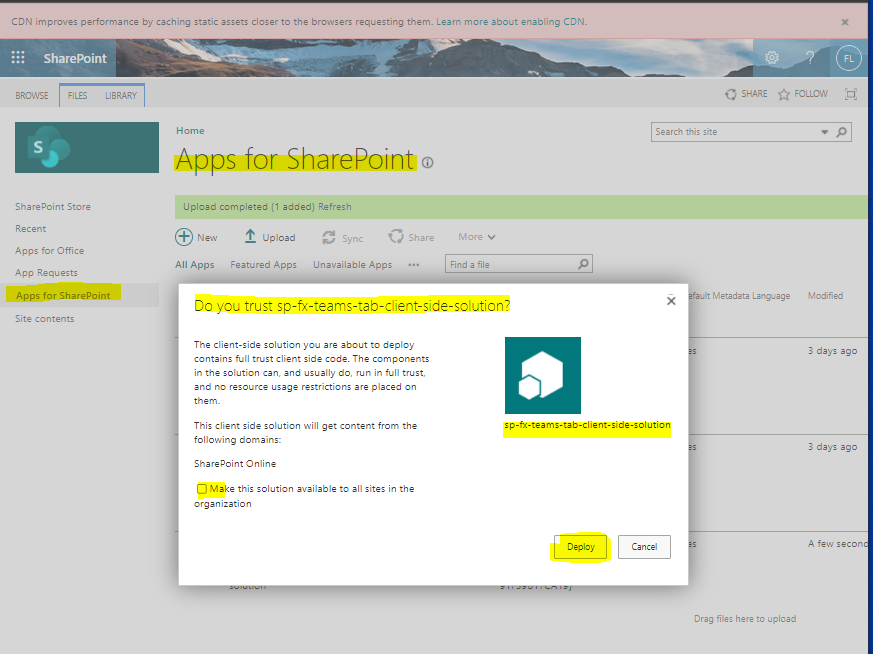 CDN improves performance by caching static assets closer to the browsers requesting them. Learn more about enabling CDN.
SharePoint
?
FL
BROWSE FILES LIBRARY
SHARE FOLLOW
S
Home
Search this site
Apps for SharePoint
SharePoint Store
Recent
Apps for Office
App Requests
Apps for SharePoint
Site contents
Upload completed (1 added) Refresh
New Upload Sync Share More
All Apps Featured Apps Unavailable Apps ...
Find a file
efault Metadata Language Modified
es 3 days ago
es 3 days ago
es A few second
Do you trust sp-fx-teams-tab-client-side-solution?
The client-side solution you are about to deploy
contains full trust client side code. The components
in the solution can, and usually do, run in full trust,
and no resource usage restrictions are placed on
them.
This client side solution will get content from the
following domains:
SharePoint Online
Make this solution available to all sites in the
organization
sp-fx-teams-tab-client-side-solution
Deploy Cancel
solution
Drag files here to upload